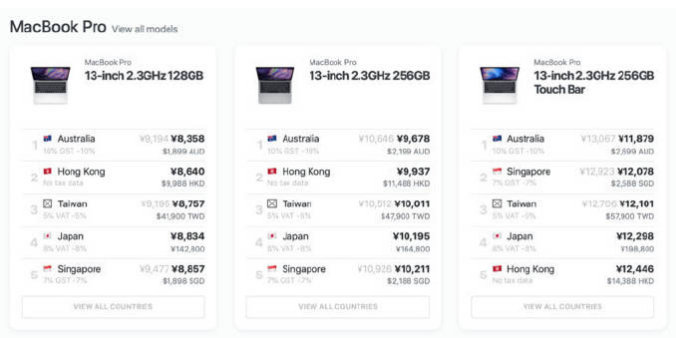 MacBook Pro View all models
MacBook Pro
13-inch 2.3GHz 128GB
1 Australia ¥9,194 ¥8,358
10% GST -10% $1,899 AUD
2 Hong Kong ¥8,640
No tax data $9,988 HKD
3 Taiwan ¥9,195 ¥8,757
5% VAT -5% $41,900 TWD
4 Japan ¥8,834
8% VAT -8% ¥142,800
5 Singapore ¥9,477 ¥8,857
7% GST -7% $1,898 SGD
VIEW ALL COUNTRIES
MacBook Pro
13-inch 2.3GHz 256GB
1 Australia ¥10,646 ¥9,678
10% GST -10% $2,199 AUD
2 Hong Kong ¥9,937
No tax data $11,488 HKD
3 Taiwan ¥10,512 ¥10,011
5% VAT -5% $47,900 TWD
4 Japan ¥10,195
8% VAT -8% ¥164,800
5 Singapore ¥10,926 ¥10,211
7% GST -7% $2,188 SGD
VIEW ALL COUNTRIES
MacBook Pro
13-inch 2.3GHz 256GB
Touch Bar
1 Australia ¥13,067 ¥11,879
10% GST -10% $2,699 AUD
2 Singapore ¥12,923 ¥12,078
7% GST -7% $2,588 SGD
3 Taiwan ¥12,706 ¥12,101
5% VAT -5% $57,900 TWD
4 Japan ¥12,298
8% VAT -8% ¥198,800
5 Hong Kong ¥12,446
No tax data $14,388 HKD
VIEW ALL COUNTRIES